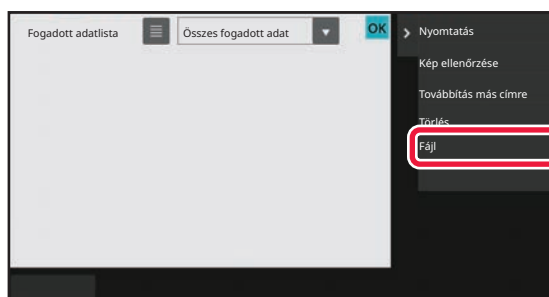 Fogadott adatlista
Összes fogadott adat
OK
Nyomtatás
Kép ellenőrzése
Továbbítás más címre
Törlés
Fájl